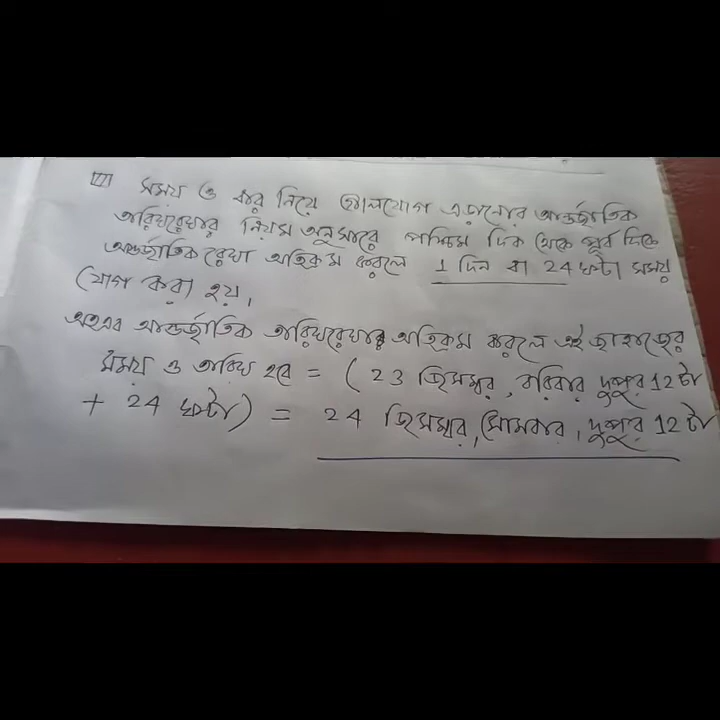 III সময় ও বার নিয়ে গোলযোগ এড়ানোর আন্তর্জাতিক
তারিখরেখার নিয়ম অনুসারে পশ্চিম দিক থেকে পূর্ব দিকে
আন্তর্জাতিক রেখা অতিক্রম করলে 1 দিন বা 24 ঘন্টা সময়
যোগ করা হয়,
অতএব আন্তর্জাতিক তারিখরেখার অতিক্রম করলে এই জাহাজের
সময় ও তারিখ হবে = ( 23 ডিসেম্বর, রবিবার দুপুর 12 টা
+ 24 ঘন্টা) = 24 ডিসেম্বর, সোমবার, দুপুর 12 টা